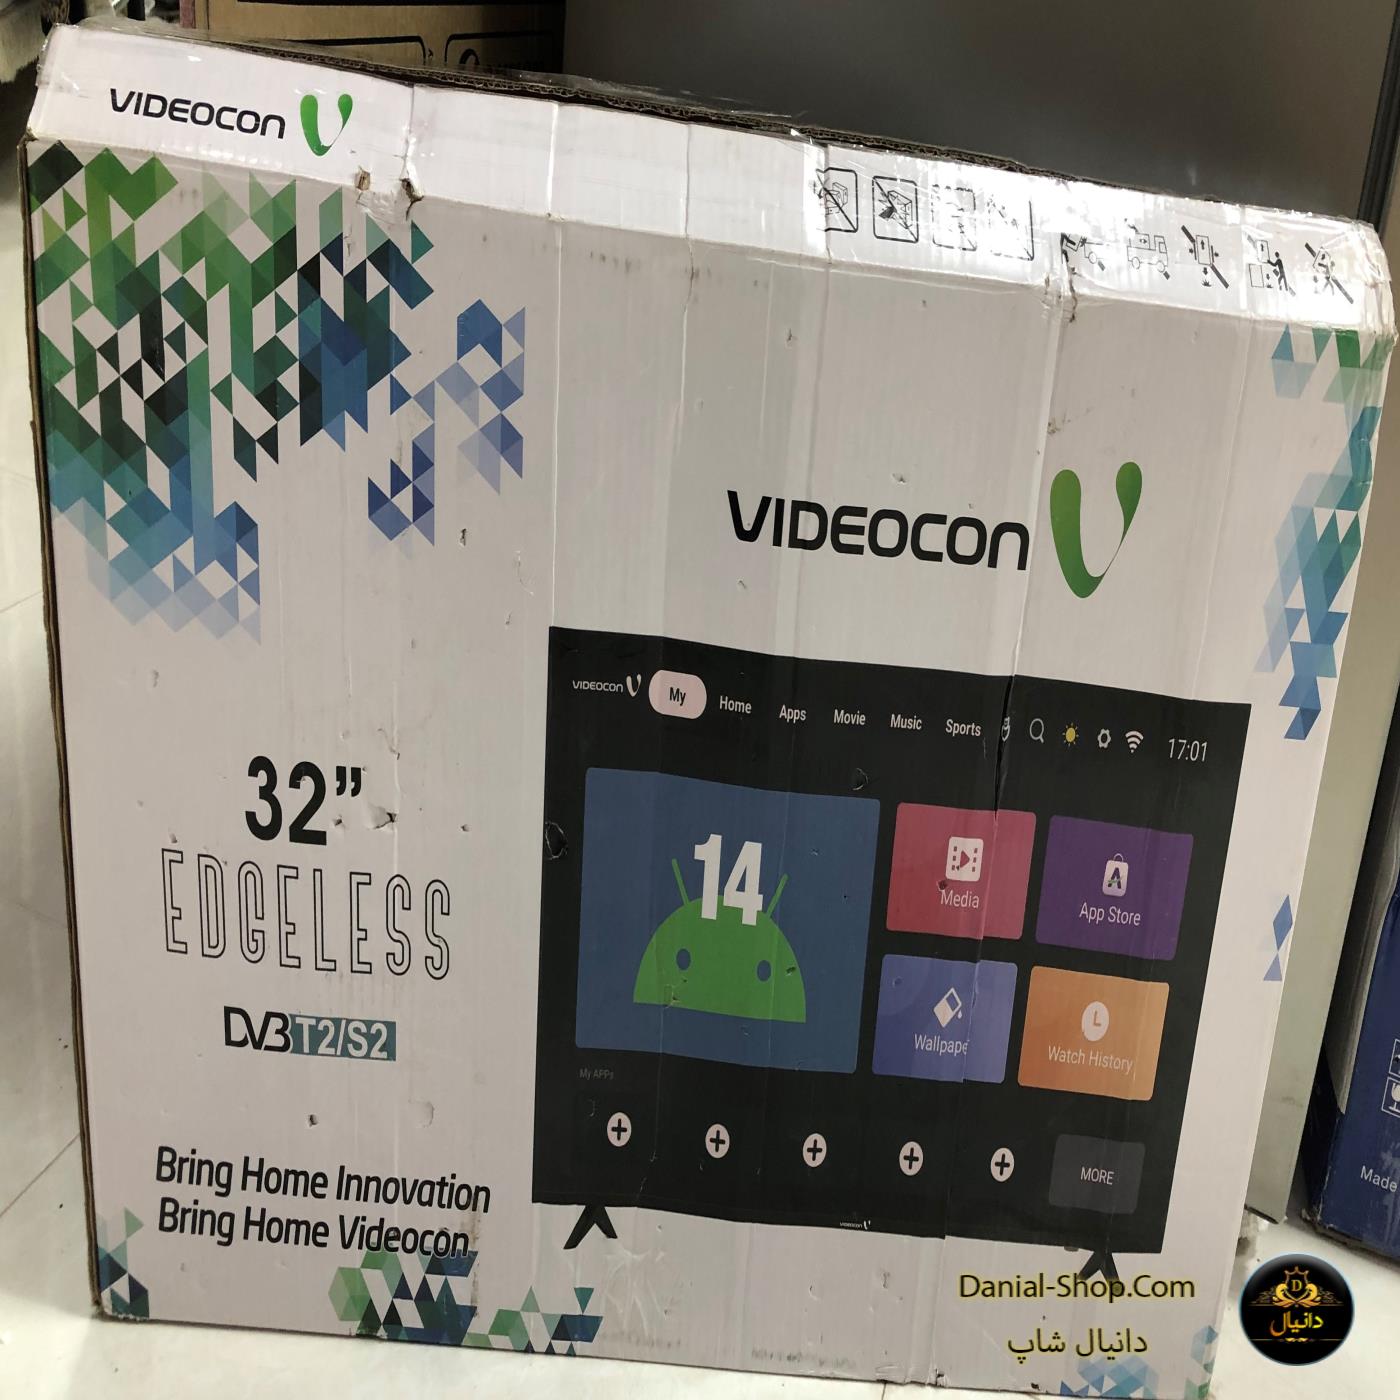 VIDEOCON
VIDEOCON
VIDEOCON
My Home Apps Movie Music Sports
17:01
14
Media
App Store
Wallpape
Watch History
My APPs
MORE
VIDEOCON
32”
EDGELESS
DVB T2/S2
Bring Home Innovation
Bring Home Videocon
Made
Danial-Shop.Com
دانیال شاپ
D
دانیال